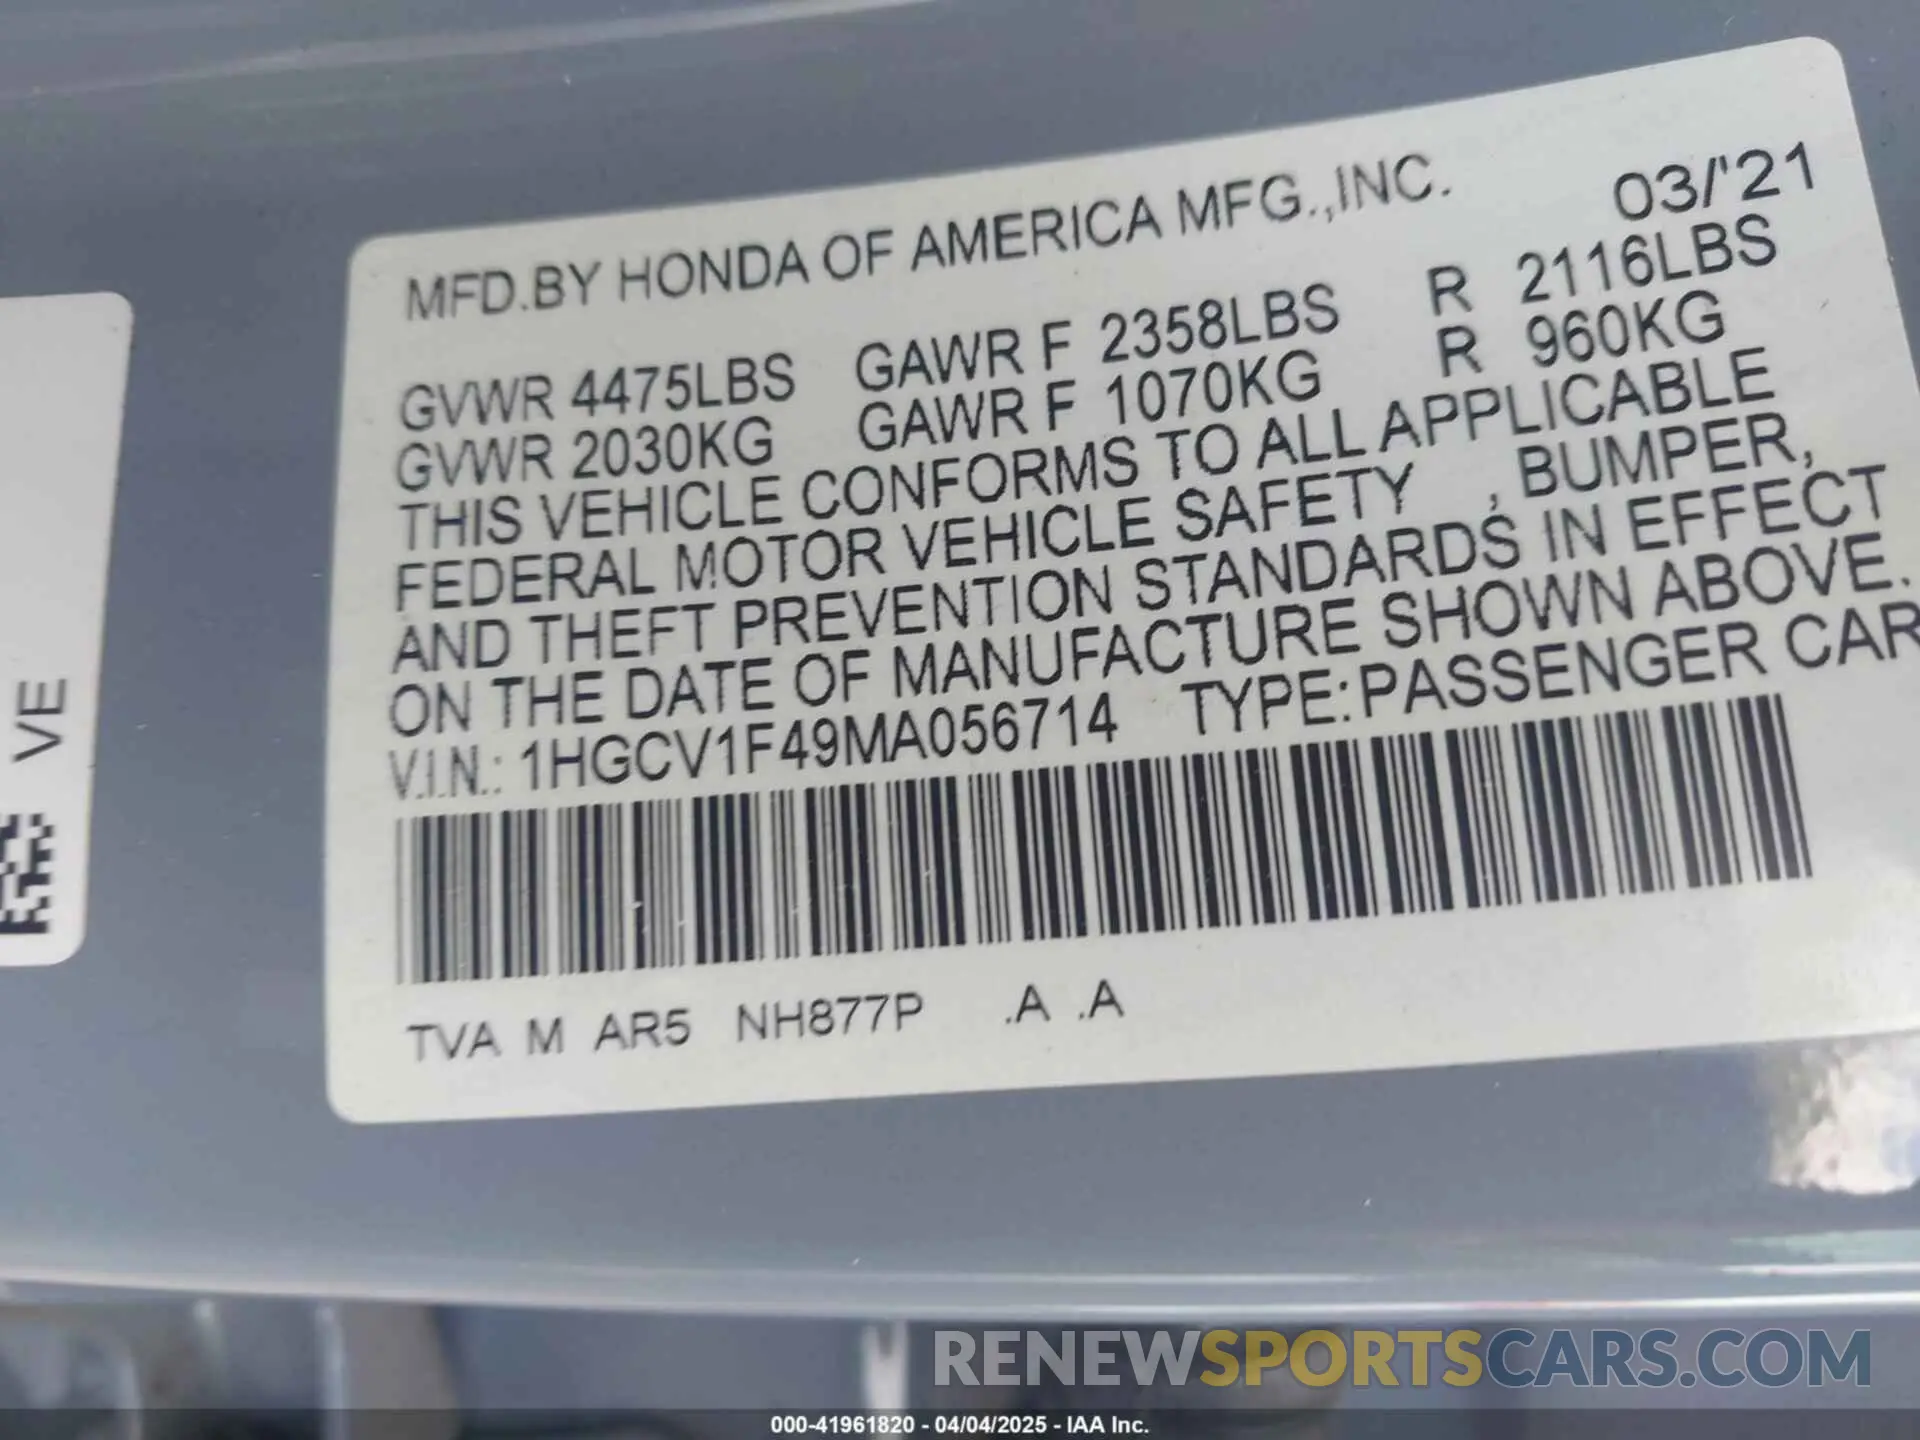 MFD.BY HONDA OF AMERICA MFG.,INC. 03/'21
GVWR 4475LBS GAWR F 2358LBS R 2116LBS
GVWR 2030KG GAWR F 1070KG R 960KG
THIS VEHICLE CONFORMS TO ALL APPLICABLE
FEDERAL MOTOR VEHICLE SAFETY , BUMPER,
AND THEFT PREVENTION STANDARDS IN EFFECT
ON THE DATE OF MANUFACTURE SHOWN ABOVE.
V.I.N.: 1HGCV1F49MA056714 TYPE:PASSENGER CAR
TVA M AR5 NH877P .A .A
VE
RENEWSPORTSCARS.COM
000-41961820 - 04/04/2025 - IAA Inc.